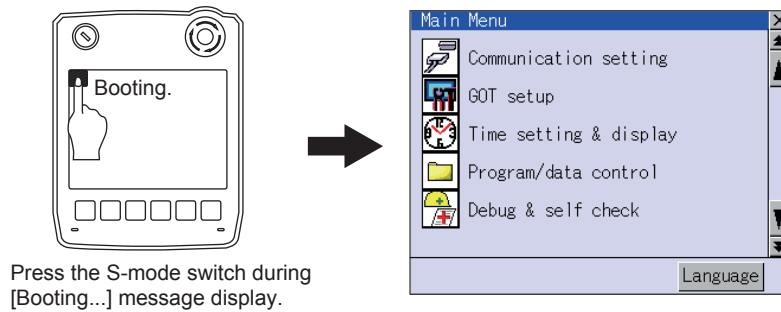 Booting.
Press the S-mode switch during
[Booting...] message display.
Main Menu
Communication setting
GOT setup
Time setting & display
Program/data control
Debug & self check
Language